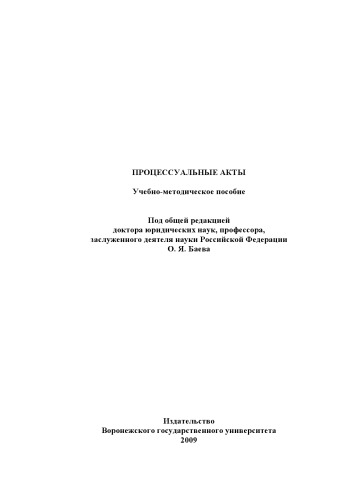 ПРОЦЕССУАЛЬНЫЕ АКТЫ
Учебно-методическое пособие
Под общей редакцией
доктора юридических наук, профессора,
заслуженного деятеля науки Российской Федерации
О. Я. Баева
Издательство
Воронежского государственного университета
2009